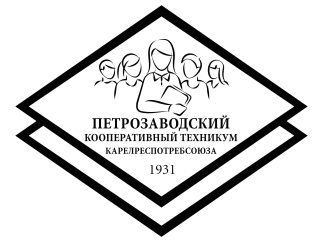 ПЕТРОЗАВОДСКИЙ
КООПЕРАТИВНЫЙ ТЕХНИКУМ
КАРЕЛРЕСПОТРЕБСОЮЗА
1931